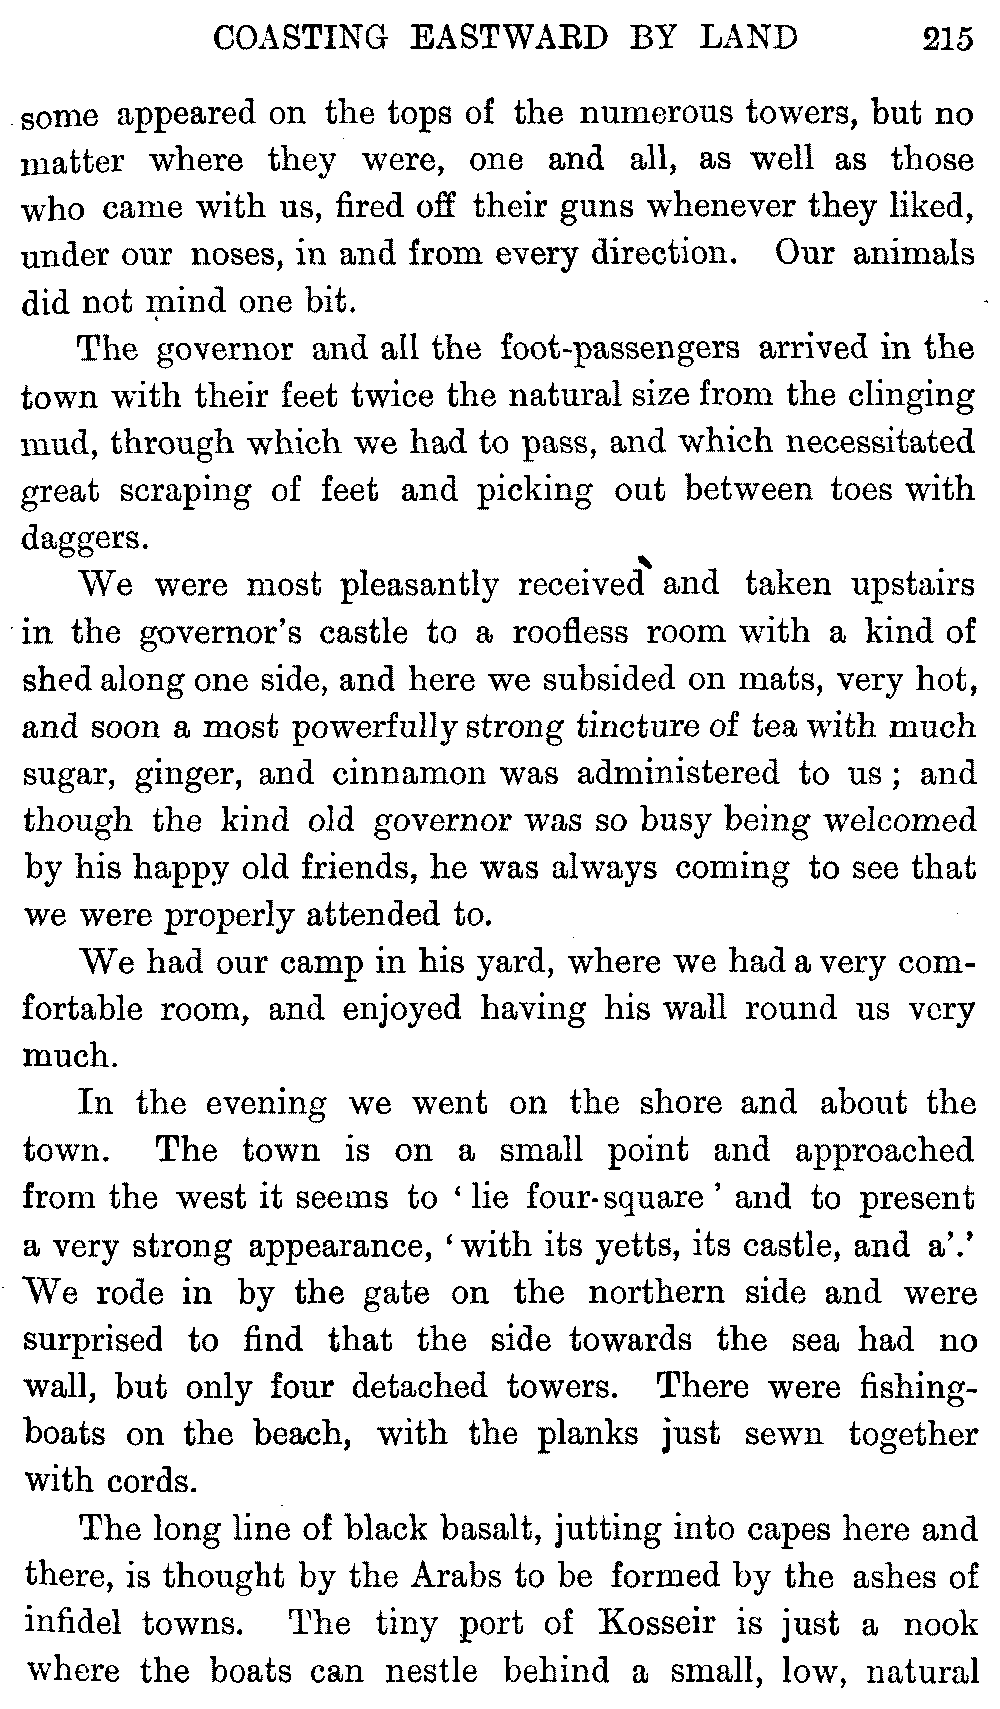 COASTING EASTWARD BY LAND 215
some appeared on the tops of the numerous towers, but no
matter where they were, one and all, as well as those
who came with us, fired off their guns whenever they liked,
under our noses, in and from every direction. Our animals
did not mind one bit.
The governor and all the foot-passengers arrived in the
town with their feet twice the natural size from the clinging
mud, through which we had to pass, and which necessitated
great scraping of feet and picking out between toes with
daggers.
We were most pleasantly received and taken upstairs
in the governor's castle to a roofless room with a kind of
shed along one side, and here we subsided on mats, very hot,
and soon a most powerfully strong tincture of tea with much
sugar, ginger, and cinnamon was administered to us ; and
though the kind old governor was so busy being welcomed
by his happy old friends, he was always coming to see that
we were properly attended to.
We had our camp in his yard, where we had a very com-
fortable room, and enjoyed having his wall round us very
much.
In the evening we went on the shore and about the
town. The town is on a small point and approached
from the west it seems to ‘ lie four-square ’ and to present
a very strong appearance, ‘ with its yetts, its castle, and a’.’
We rode in by the gate on the northern side and were
surprised to find that the side towards the sea had no
wall, but only four detached towers. There were fishing-
boats on the beach, with the planks just sewn together
with cords.
The long line of black basalt, jutting into capes here and
there, is thought by the Arabs to be formed by the ashes of
infidel towns. The tiny port of Kosseir is just a nook
where the boats can nestle behind a small, low, natural